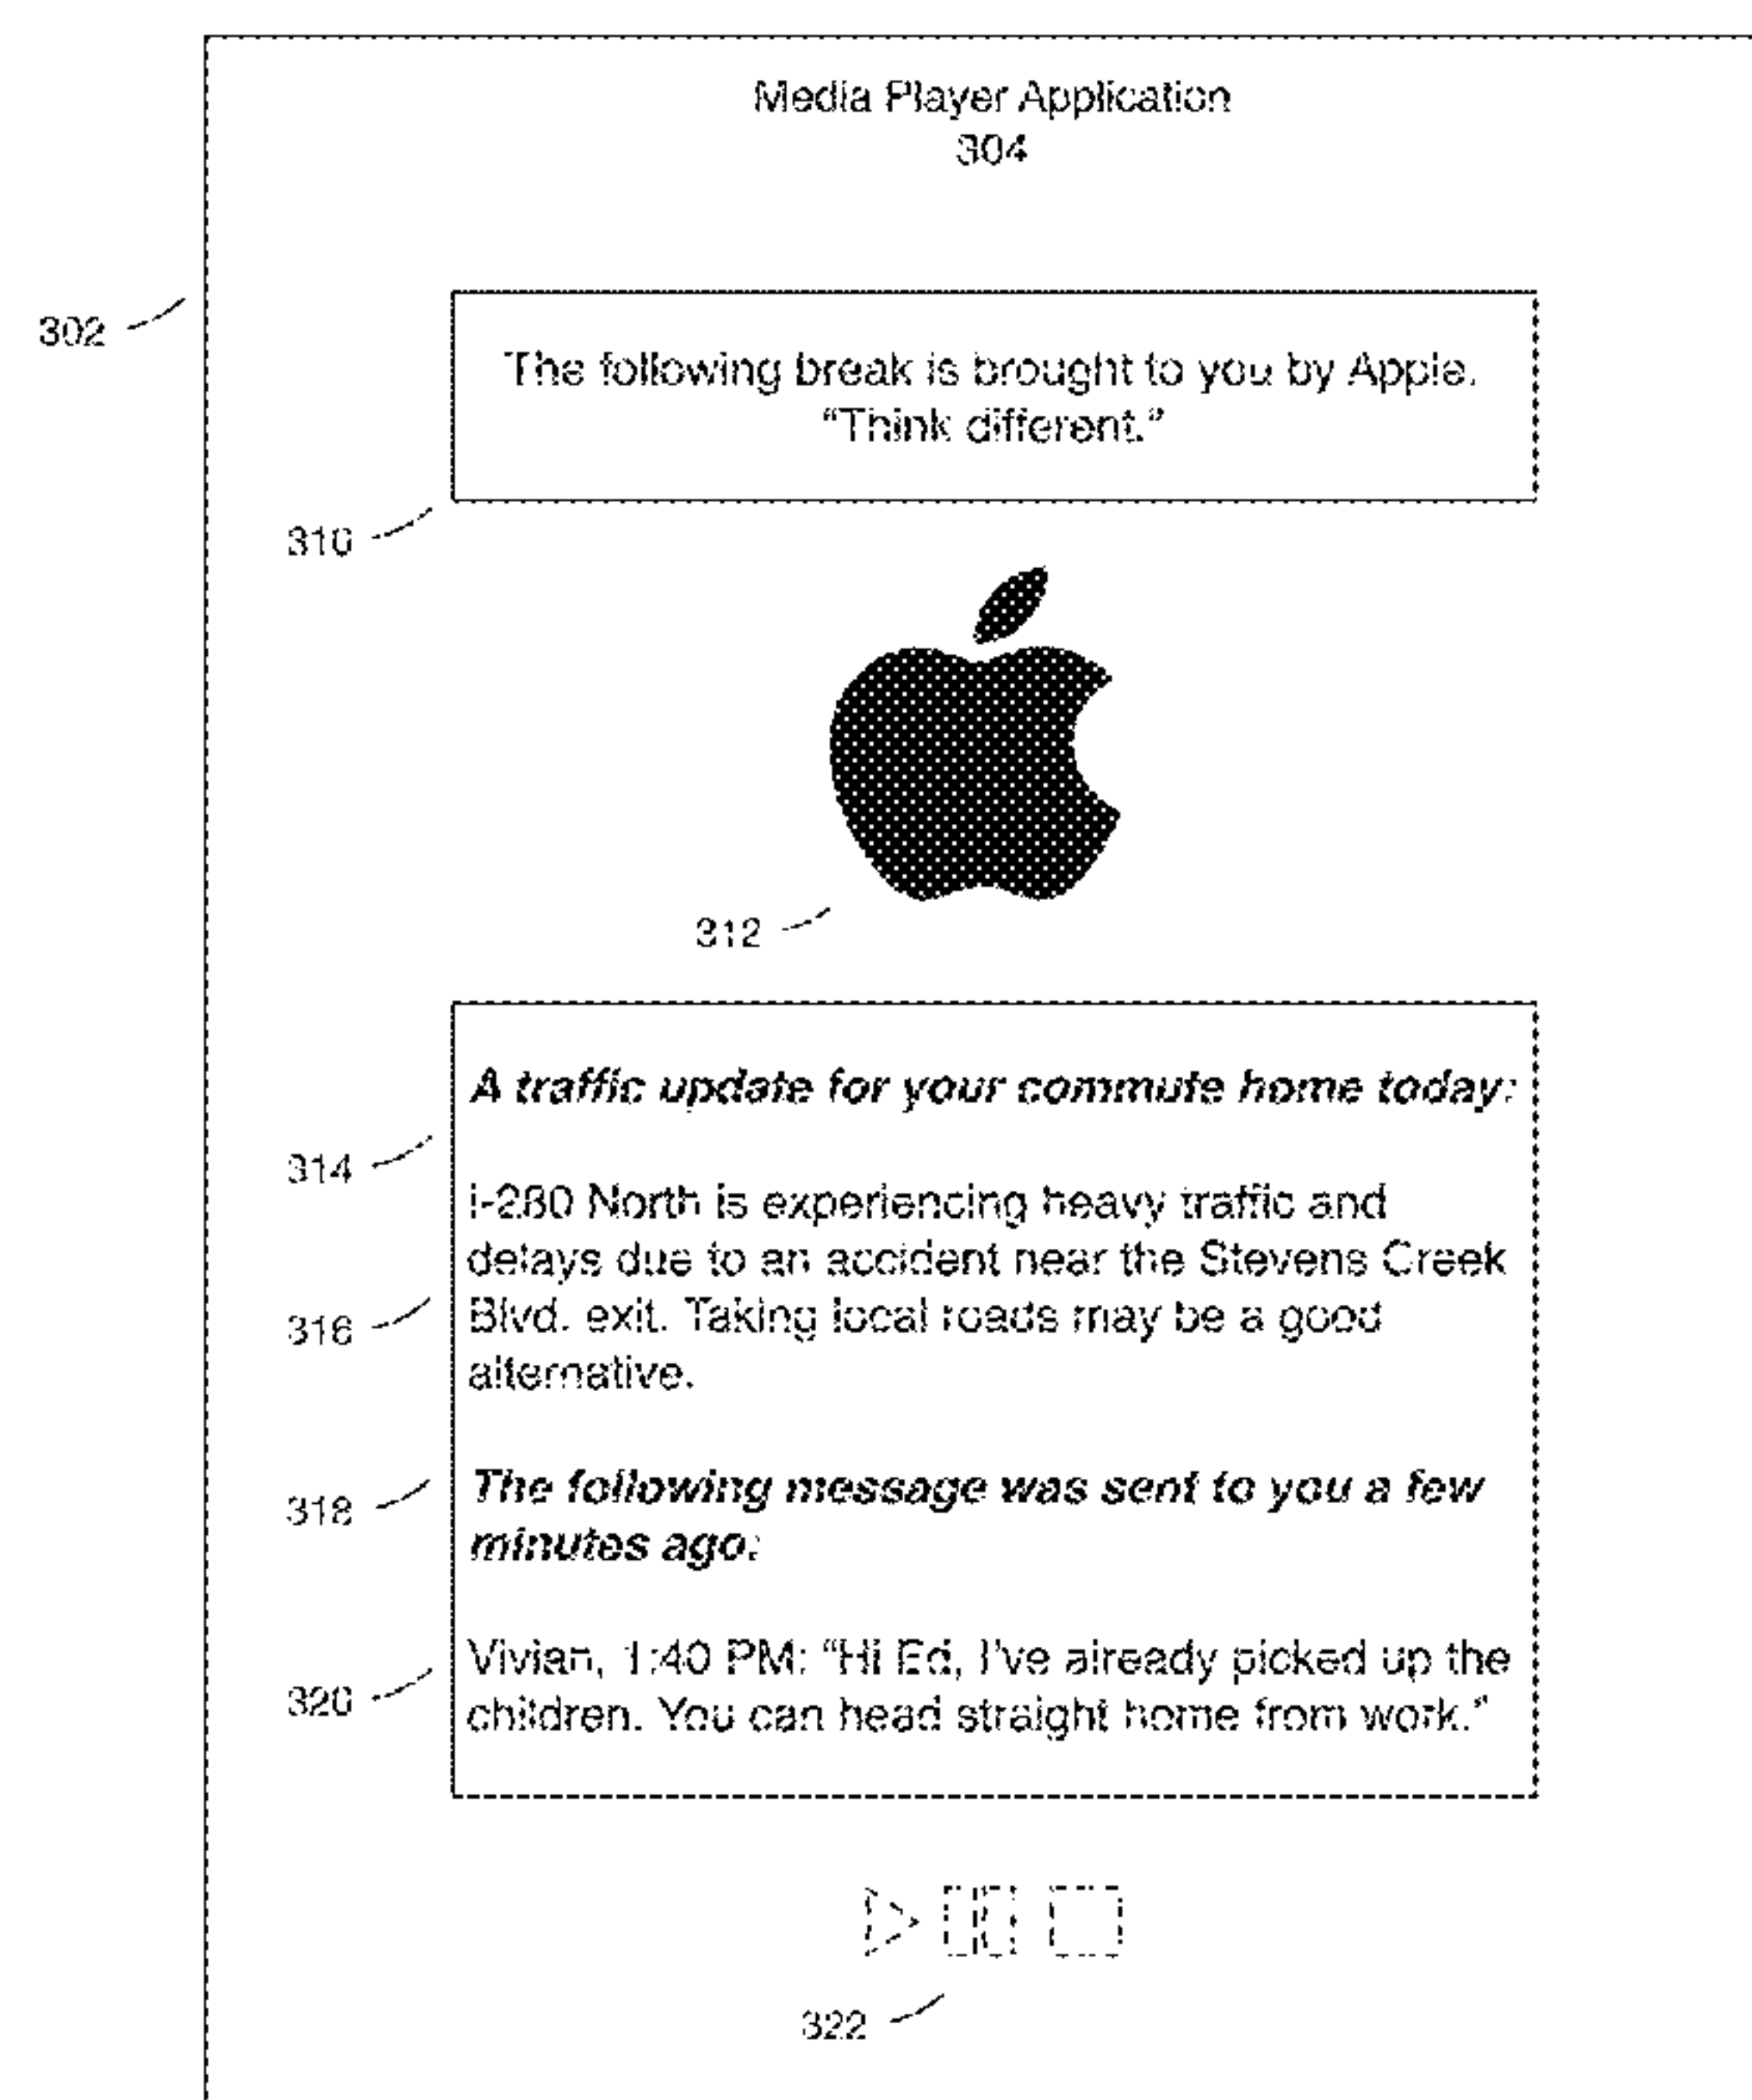 Media Player Application
304
302
The following break is brought to you by Apple.
“Think different.”
310
312
A traffic update for your commute home today:
314
I-280 North is experiencing heavy traffic and
delays due to an accident near the Stevens Creek
316
Blvd. exit. Taking local roads may be a good
alternative.
318
The following message was sent to you a few
minutes ago:
Vivian, 1:40 PM: “Hi Ed, I’ve already picked up the
320
children. You can head straight home from work.”
322